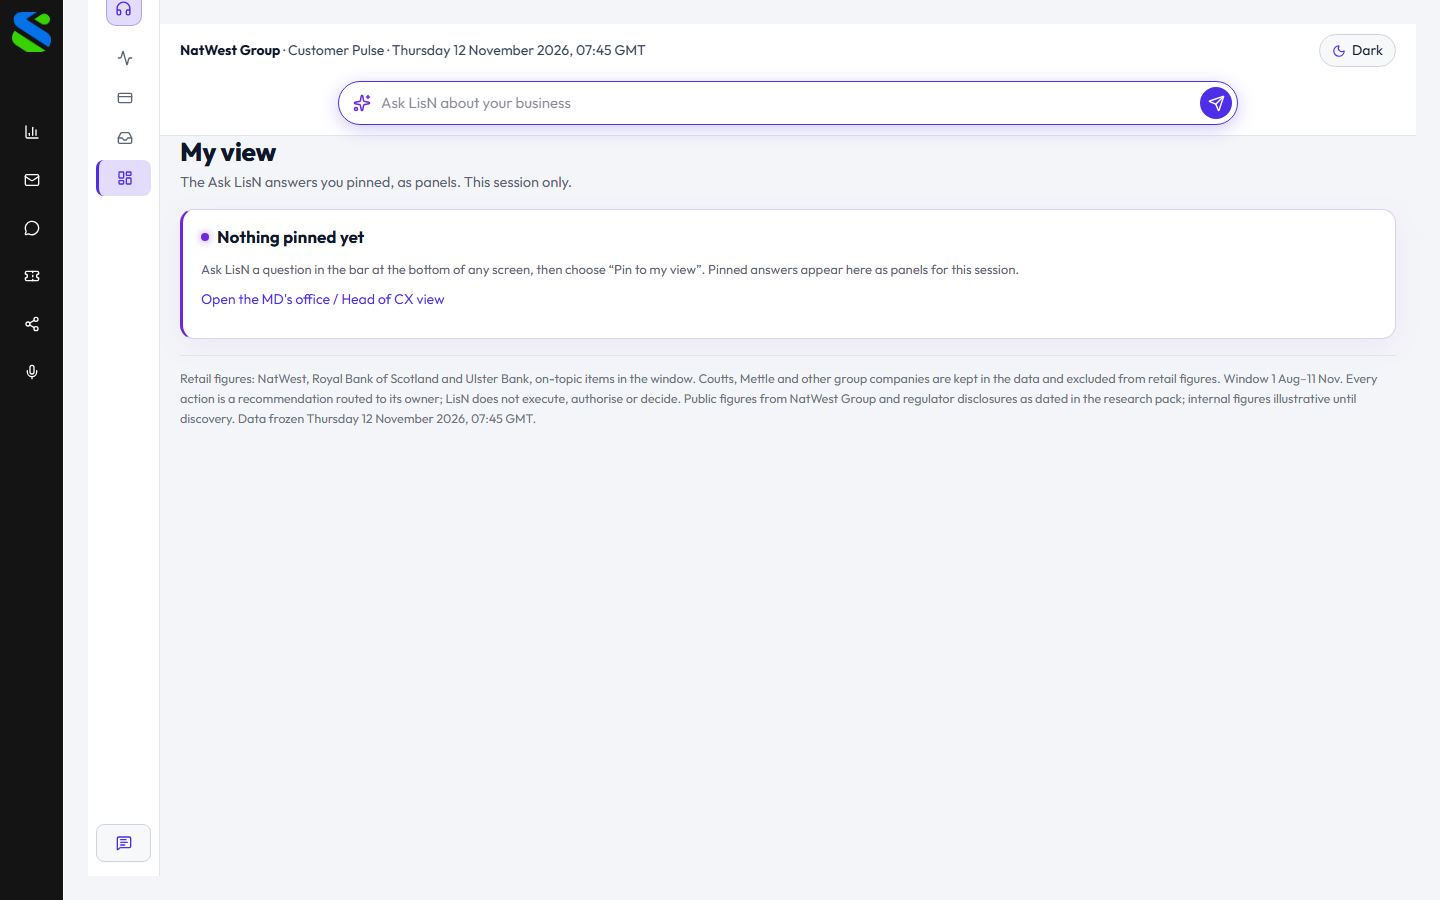 NatWest Group · Customer Pulse · Thursday 12 November 2026, 07:45 GMT
Dark
Ask LisN about your business
My view
The Ask LisN answers you pinned, as panels. This session only.
Nothing pinned yet
Ask LisN a question in the bar at the bottom of any screen, then choose “Pin to my view”. Pinned answers appear here as panels for this session.
Open the MD's office / Head of CX view
Retail figures: NatWest, Royal Bank of Scotland and Ulster Bank, on-topic items in the window. Coutts, Mettle and other group companies are kept in the data and excluded from retail figures. Window 1 Aug–11 Nov. Every
action is a recommendation routed to its owner; LisN does not execute, authorise or decide. Public figures from NatWest Group and regulator disclosures as dated in the research pack; internal figures illustrative until
discovery. Data frozen Thursday 12 November 2026, 07:45 GMT.